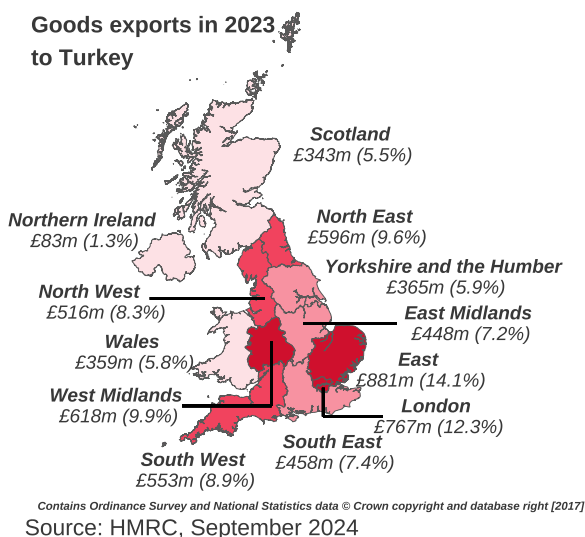 Goods exports in 2023
to Turkey
Scotland
£343m (5.5%)
Northern Ireland
£83m (1.3%)
North East
£596m (9.6%)
Yorkshire and the Humber
£365m (5.9%)
North West
£516m (8.3%)
East Midlands
£448m (7.2%)
Wales
£359m (5.8%)
East
£881m (14.1%)
West Midlands
£618m (9.9%)
London
£767m (12.3%)
South East
£458m (7.4%)
South West
£553m (8.9%)
Contains Ordinance Survey and National Statistics data © Crown copyright and database right [2017]
Source: HMRC, September 2024